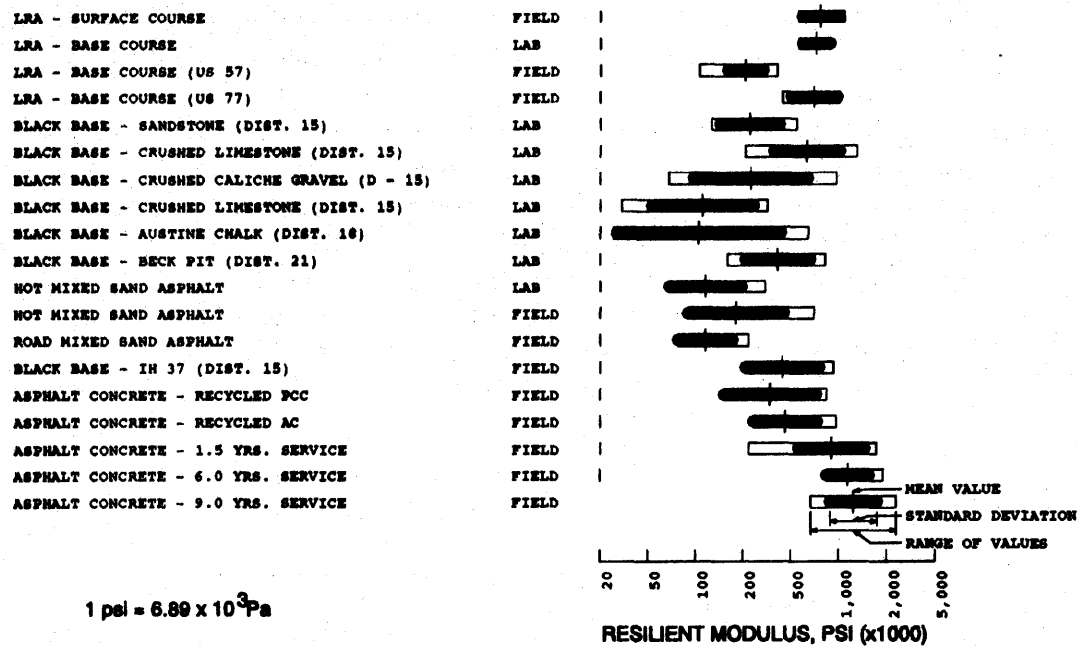 LRA - SURFACE COURSE FIELD
LRA - BASE COURSE LAB
LRA - BASE COURSE (US 57) FIELD
LRA - BASE COURSE (US 77) FIELD
BLACK BASE - SANDSTONE (DIST. 15) LAB
BLACK BASE - CRUSHED LIMESTONE (DIST. 15) LAB
BLACK BASE - CRUSHED CALICHE GRAVEL (D - 15) LAB
BLACK BASE - CRUSHED LIMESTONE (DIST. 15) LAB
BLACK BASE - AUSTINE CHALK (DIST. 18) LAB
BLACK BASE - BECK PIT (DIST. 21) LAB
HOT MIXED SAND ASPHALT LAB
HOT MIXED SAND ASPHALT FIELD
ROAD MIXED SAND ASPHALT FIELD
BLACK BASE - IH 37 (DIST. 15) FIELD
ASPHALT CONCRETE - RECYCLED PCC FIELD
ASPHALT CONCRETE - RECYCLED AC FIELD
ASPHALT CONCRETE - 1.5 YRS. SERVICE FIELD
ASPHALT CONCRETE - 6.0 YRS. SERVICE FIELD
ASPHALT CONCRETE - 9.0 YRS. SERVICE FIELD
MEAN VALUE
STANDARD DEVIATION
RANGE OF VALUES
20 50 100 200 500 1,000 2,000 5,000
1 psi = 6.89 x 10³Pa
RESILIENT MODULUS, PSI (x1000)